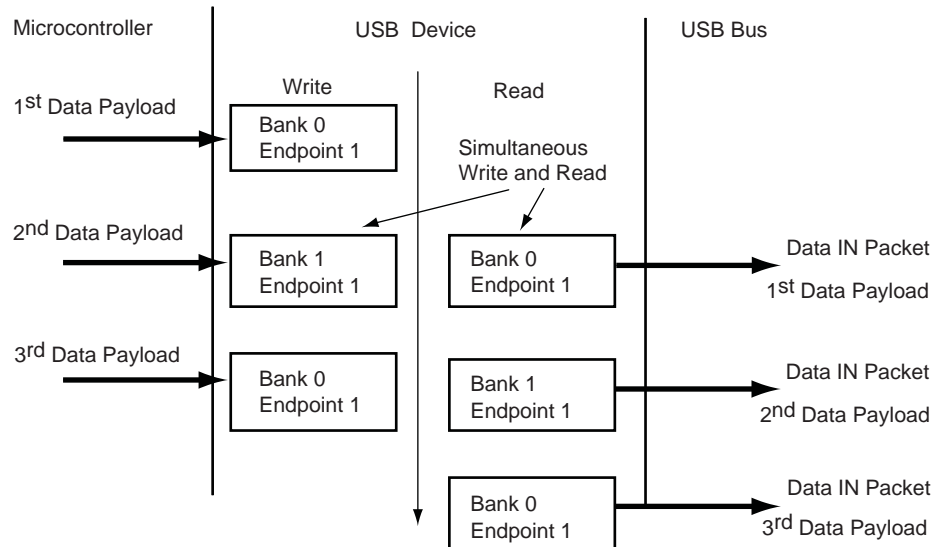 Microcontroller
USB Device
USB Bus
Write
Read
1st Data Payload
Bank 0
Endpoint 1
Simultaneous
Write and Read
2nd Data Payload
Bank 1
Endpoint 1
Bank 0
Endpoint 1
Data IN Packet
1st Data Payload
3rd Data Payload
Bank 0
Endpoint 1
Bank 1
Endpoint 1
Data IN Packet
2nd Data Payload
Bank 0
Endpoint 1
Data IN Packet
3rd Data Payload